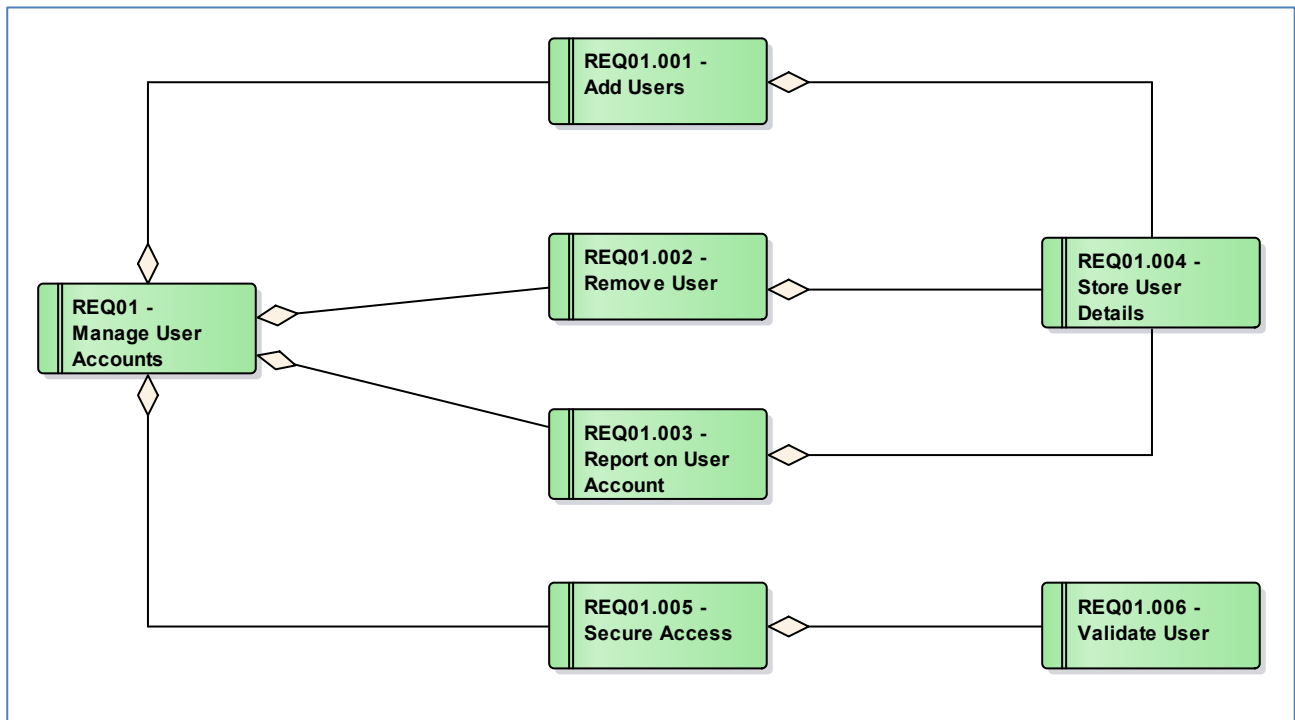 REQ01.001 -
Add Users
REQ01.002 -
Remove User
REQ01.004 -
Store User
Details
REQ01 -
Manage User
Accounts
REQ01.003 -
Report on User
Account
REQ01.005 -
Secure Access
REQ01.006 -
Validate User